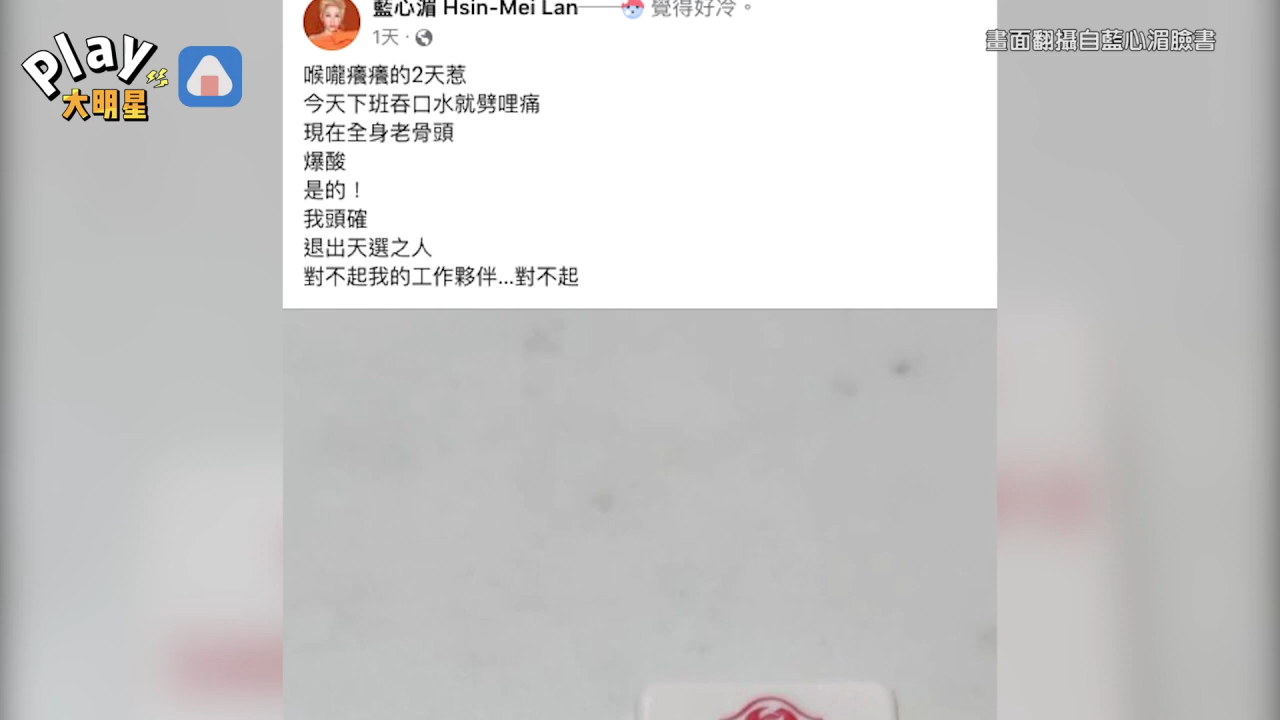 Play
大明星
畫面翻攝自藍心湄臉書
藍心湄 Hsin-Mei Lan——覺得好冷。
1天 ·
喉嚨癢癢的2天惹
今天下班吞口水就劈哩痛
現在全身老骨頭
爆酸
是的！
我頭確
退出天選之人
對不起我的工作夥伴...對不起